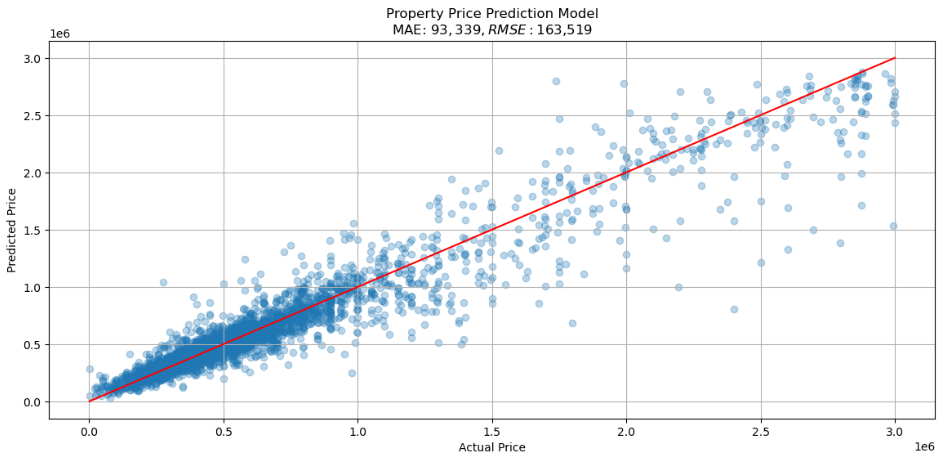 Property Price Prediction Model
MAE: 93,339,RMSE:163,519
1e6
3.0
2.5
2.0
1.5
1.0
0.5
0.0
Predicted Price
0.0 0.5 1.0 1.5 2.0 2.5 3.0
1e6
Actual Price